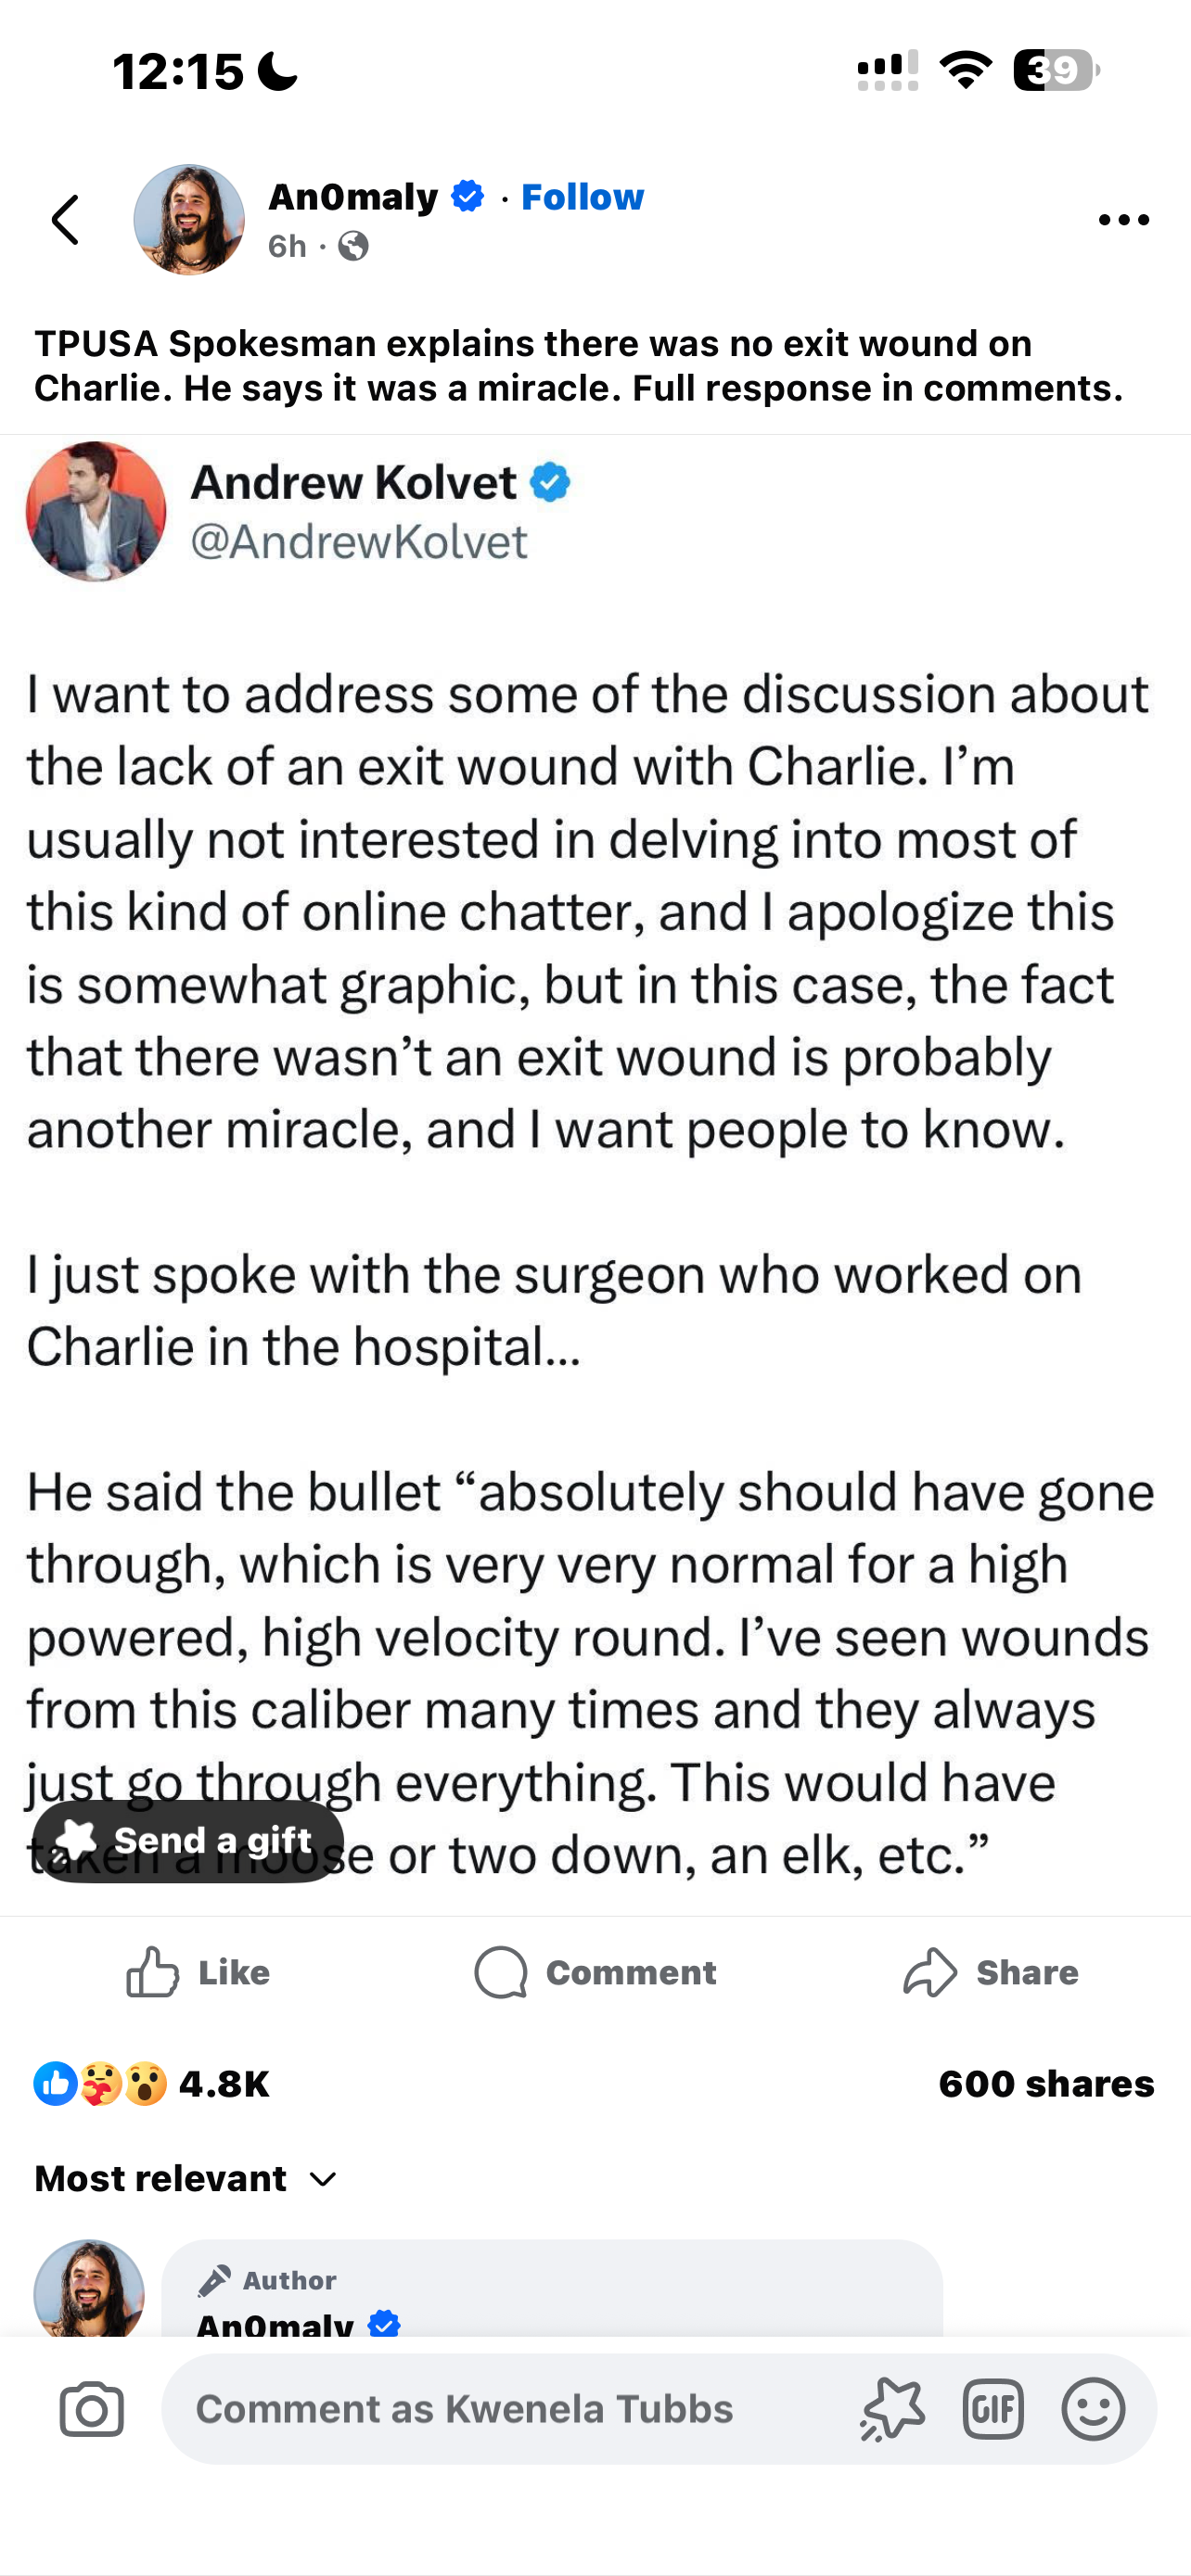 12:15
39
An0maly · Follow
6h ·
TPUSA Spokesman explains there was no exit wound on
Charlie. He says it was a miracle. Full response in comments.
Andrew Kolvet
@AndrewKolvet
I want to address some of the discussion about
the lack of an exit wound with Charlie. I’m
usually not interested in delving into most of
this kind of online chatter, and I apologize this
is somewhat graphic, but in this case, the fact
that there wasn’t an exit wound is probably
another miracle, and I want people to know.
I just spoke with the surgeon who worked on
Charlie in the hospital...
He said the bullet “absolutely should have gone
through, which is very very normal for a high
powered, high velocity round. I’ve seen wounds
from this caliber many times and they always
just go through everything. This would have
taken a moose or two down, an elk, etc.”
Send a gift
Like Comment Share
4.8K 600 shares
Most relevant
Author
An0maly
Comment as Kwenela Tubbs GIF